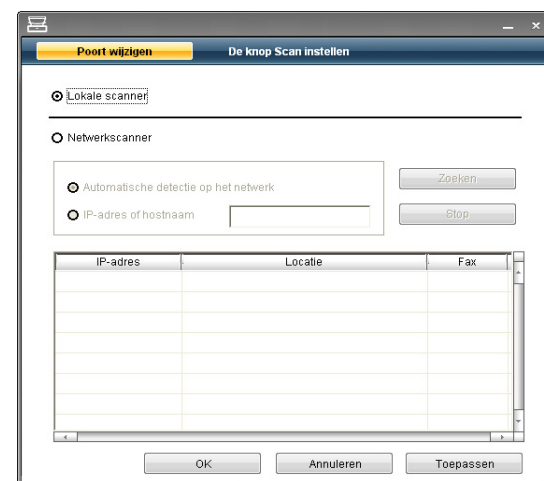 Poort wijzigen De knop Scan instellen
Lokale scanner
Netwerkscanner
Automatische detectie op het netwerk
Zoeken
IP-adres of hostnaam
Stop
IP-adres Locatie Fax
OK Annuleren Toepassen